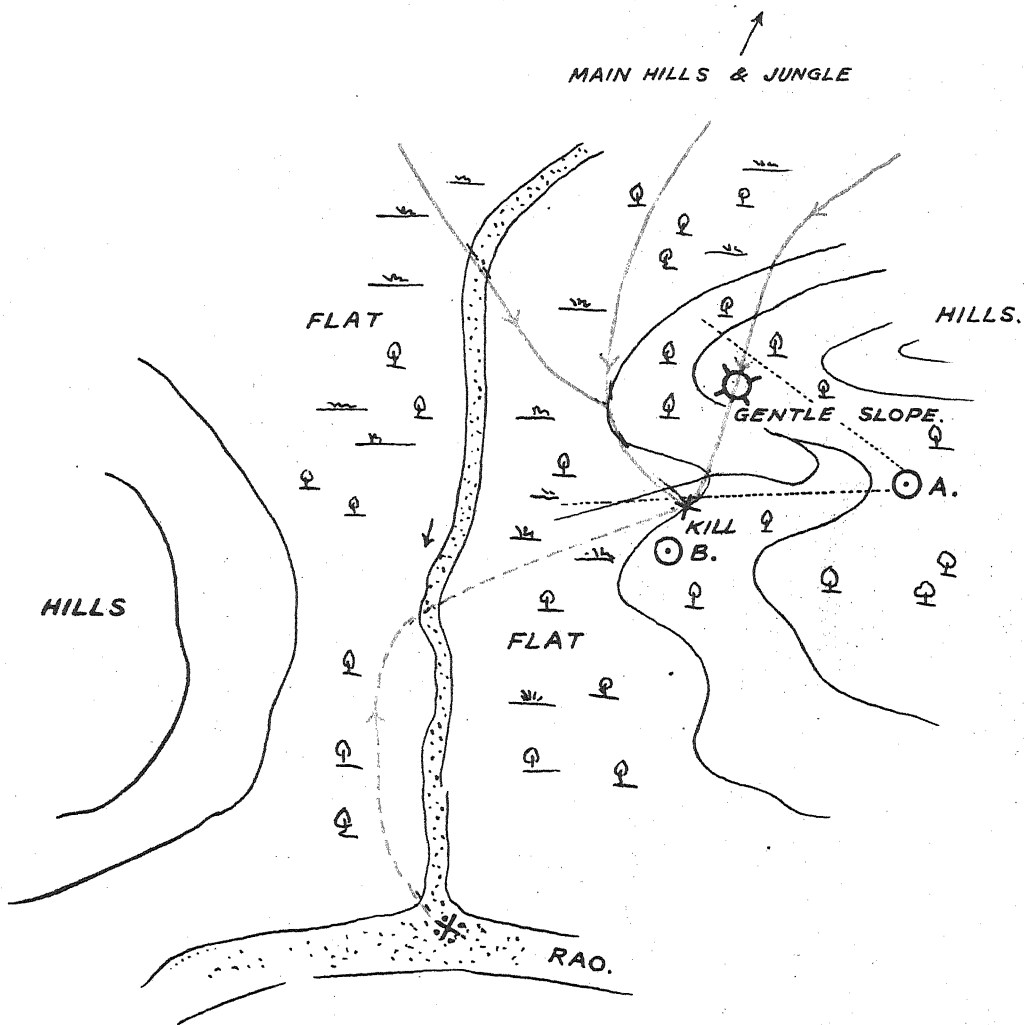 MAIN HILLS & JUNGLE
HILLS.
FLAT
GENTLE SLOPE.
A.
KILL
B.
HILLS
FLAT
RAO.